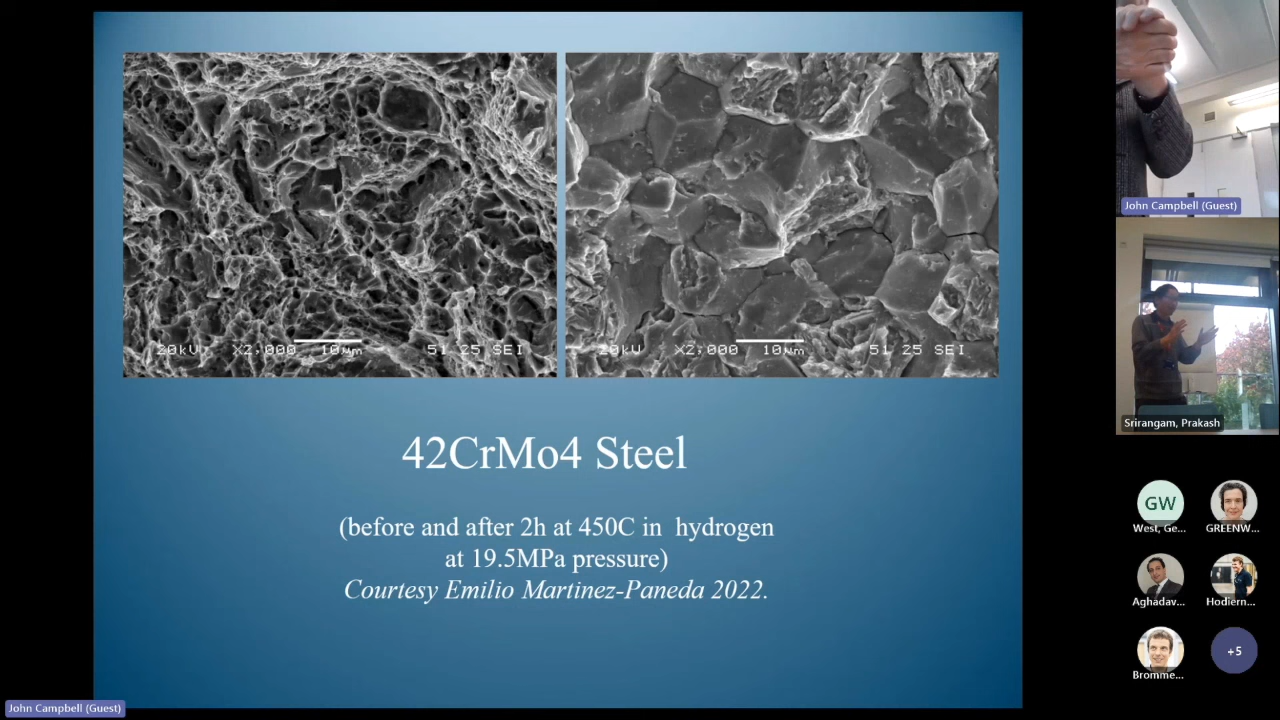 20kU X2,000 10μm 51 25 SEI
20kU X2,000 10μm 51 25 SEI
42CrMo4 Steel
(before and after 2h at 450C in hydrogen
at 19.5MPa pressure)
Courtesy Emilio Martinez-Paneda 2022.
John Campbell (Guest)
John Campbell (Guest)
Srirangam, Prakash
GW
West, Ge...
GREENW...
Aghadav...
Hodiern...
Bromme...
+5